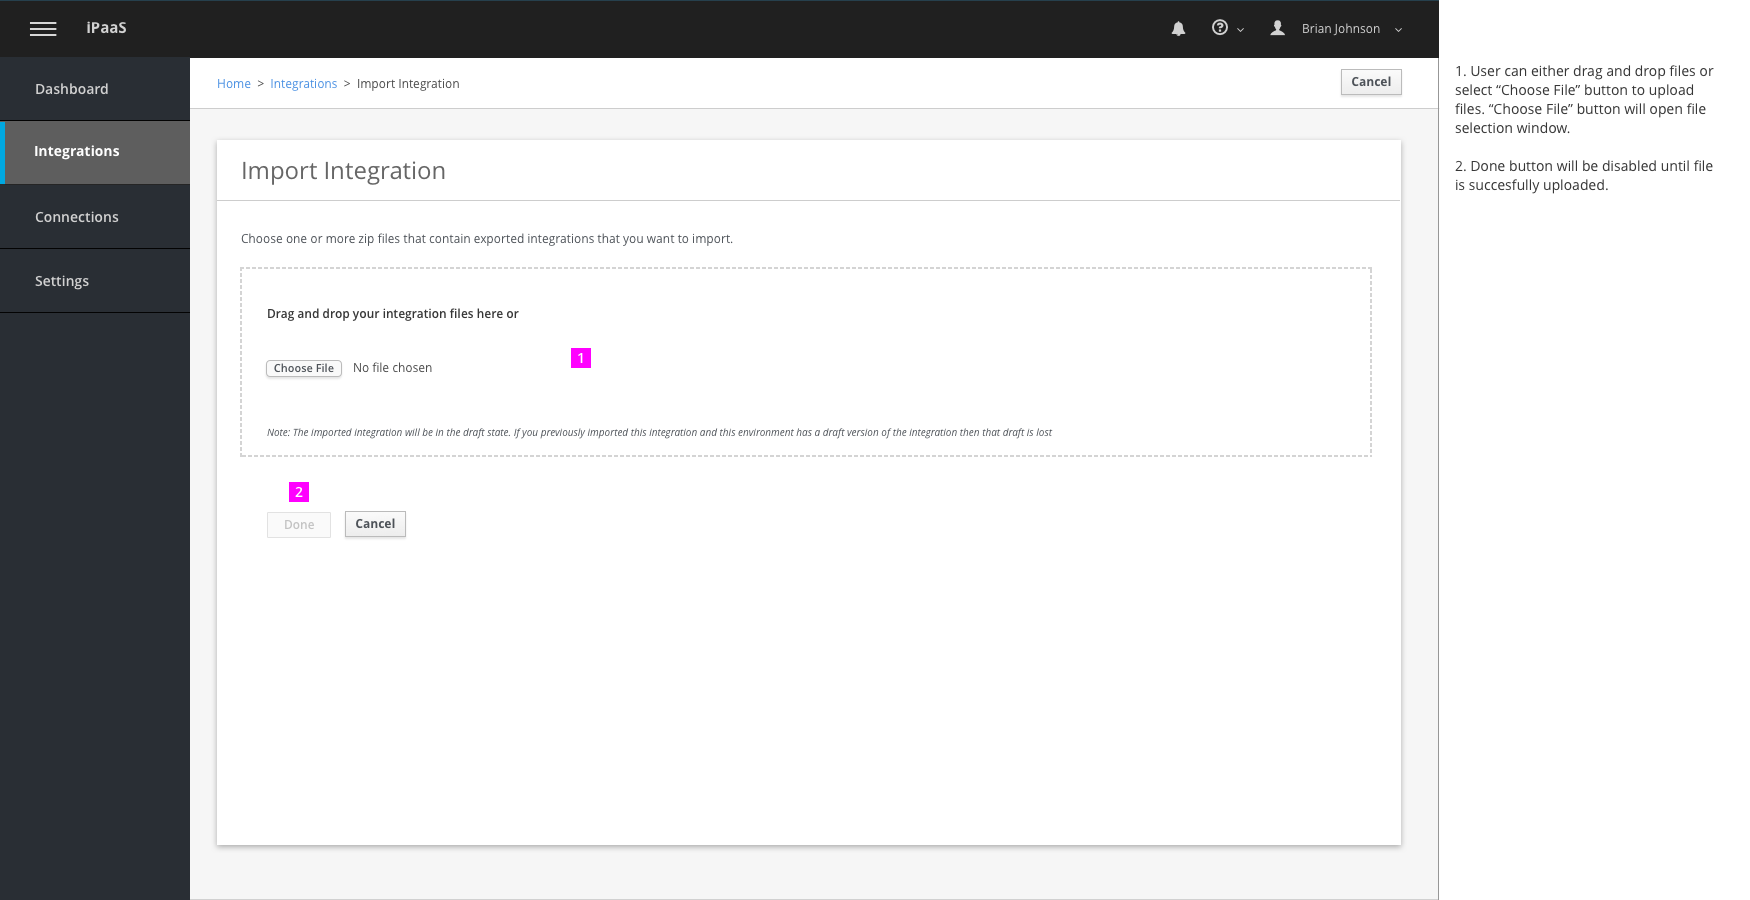 iPaaS
Brian Johnson
Dashboard
Integrations
Connections
Settings
Home > Integrations > Import Integration
Cancel
Import Integration
Choose one or more zip files that contain exported integrations that you want to import.
Drag and drop your integration files here or
Choose File No file chosen
1
Note: The imported integration will be in the draft state. If you previously imported this integration and this environment has a draft version of the integration then that draft is lost
2
Done Cancel
1. User can either drag and drop files or
select “Choose File” button to upload
files. “Choose File” button will open file
selection window.
2. Done button will be disabled until file
is succesfully uploaded.